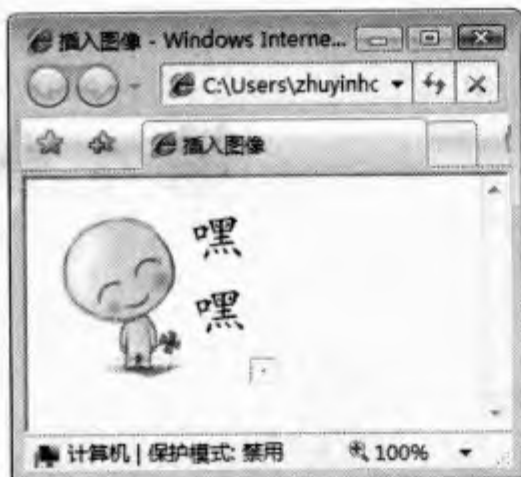 插入图像 - Windows Interne...
C:\Users\zhuyinhc
插入图像
嘿
嘿
计算机 | 保护模式: 禁用
100%